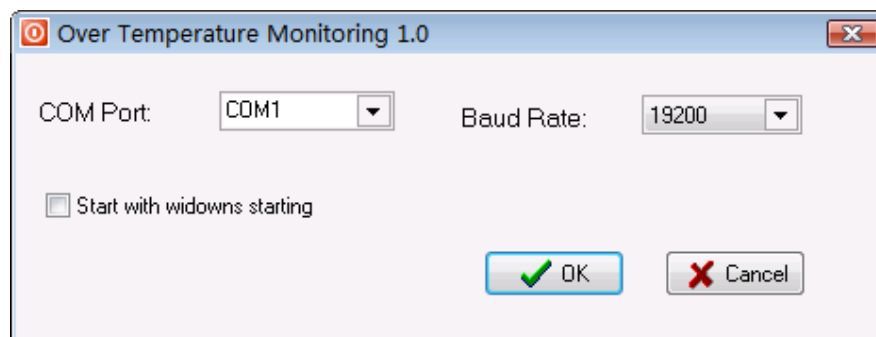 Over Temperature Monitoring 1.0
COM Port: COM1 Baud Rate: 19200
Start with widowns starting
OK Cancel